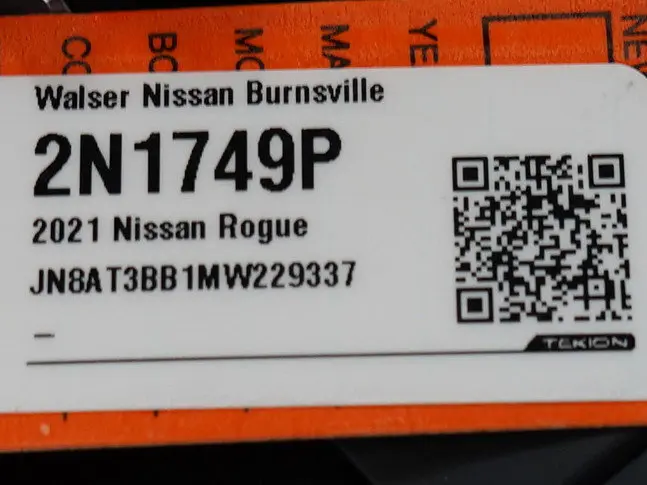 Walser Nissan Burnsville
2N1749P
2021 Nissan Rogue
JN8AT3BB1MW229337
–
TEKION